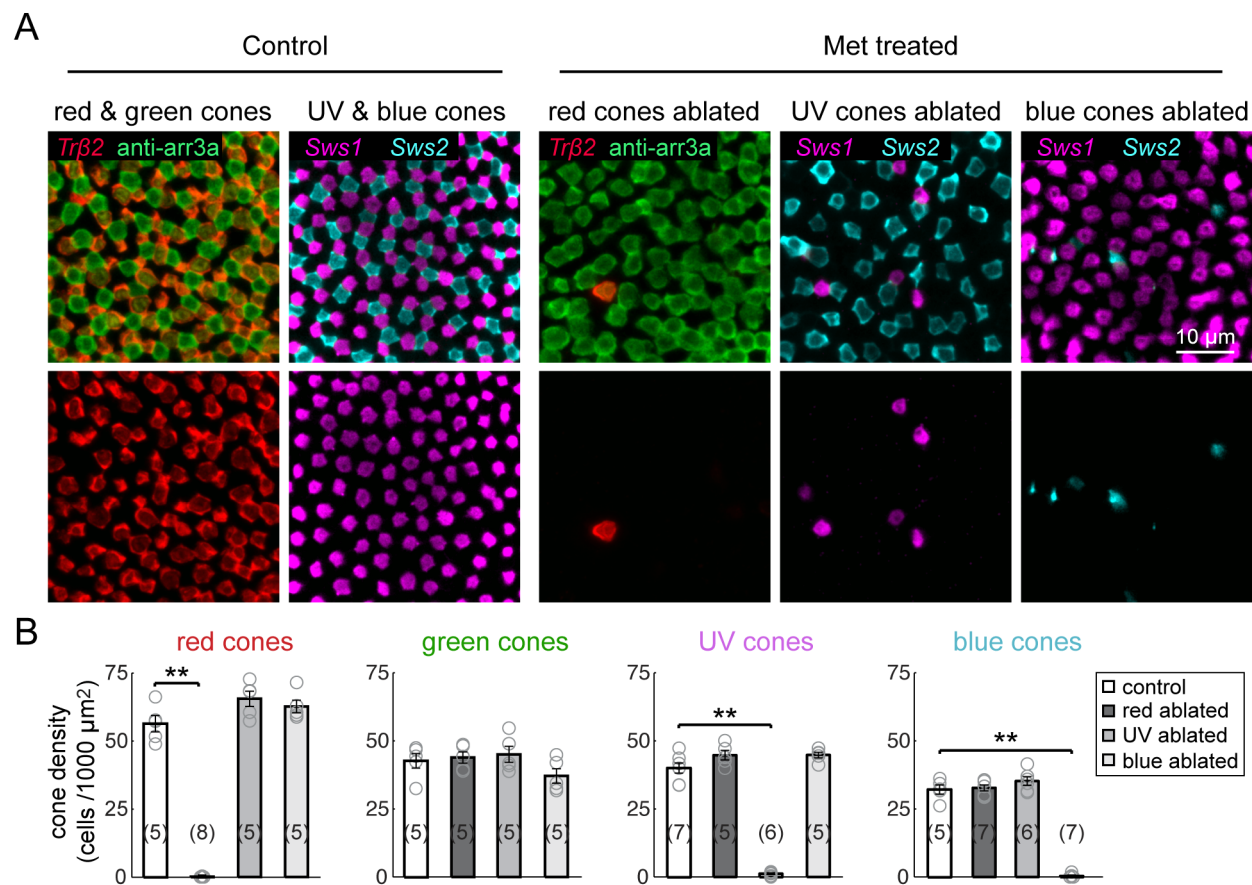 A
Control
Met treated
red & green cones
UV & blue cones
red cones ablated
UV cones ablated
blue cones ablated
Trβ2 anti-arr3a
Sws1 Sws2
Trβ2 anti-arr3a
Sws1 Sws2
Sws1 Sws2
10 µm
B
red cones
green cones
UV cones
blue cones
cone density
(cells /1000 µm²)
75
50
25
0
**
(5) (8) (5) (5)
75
50
25
0
(5) (5) (5) (5)
75
50
25
0
**
(7) (5) (6) (5)
75
50
25
0
**
(5) (7) (6) (7)
control
red ablated
UV ablated
blue ablated